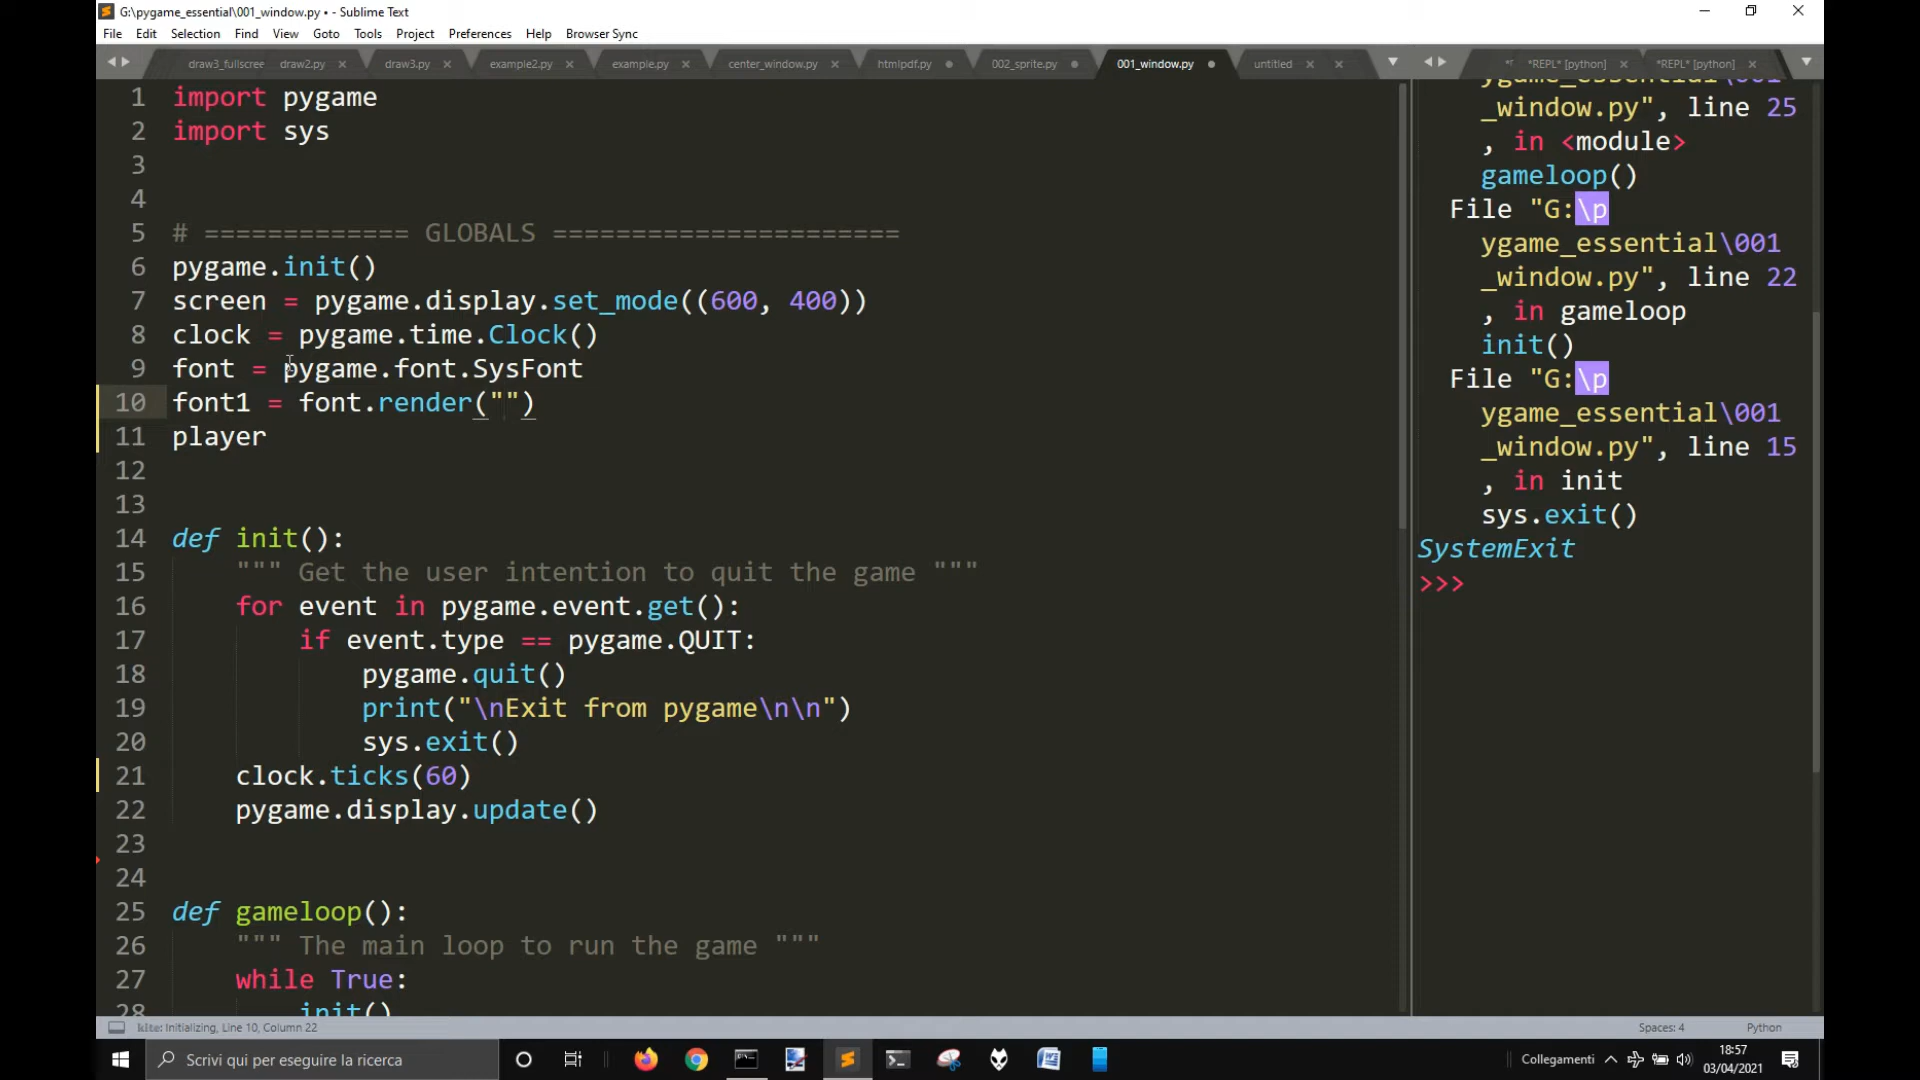 G:\pygame_essential\001_window.py • - Sublime Text
File Edit Selection Find View Goto Tools Project Preferences Help Browser Sync
draw3_fullscree draw2.py draw3.py example2.py example.py center_window.py htmlpdf.py 002_sprite.py 001_window.py untitled *REPL* [python] *REPL* [python]
1 import pygame
2 import sys
3
4
5 # ============= GLOBALS ======================
6 pygame.init()
7 screen = pygame.display.set_mode((600, 400))
8 clock = pygame.time.Clock()
9 font = pygame.font.SysFont
10 font1 = font.render("")
11 player
12
13
14 def init():
15 """ Get the user intention to quit the game """
16 for event in pygame.event.get():
17 if event.type == pygame.QUIT:
18 pygame.quit()
19 print("\nExit from pygame\n\n")
20 sys.exit()
21 clock.ticks(60)
22 pygame.display.update()
23
24
25 def gameloop():
26 """ The main loop to run the game """
27 while True:
28 init()
ygame_essential\001
_window.py", line 25
, in <module>
gameloop()
File "G:\p
ygame_essential\001
_window.py", line 22
, in gameloop
init()
File "G:\p
ygame_essential\001
_window.py", line 15
, in init
sys.exit()
SystemExit
>>>
kite: Initializing, Line 10, Column 22
Spaces: 4
Python
Scrivi qui per eseguire la ricerca
Collegamenti
18:57
03/04/2021